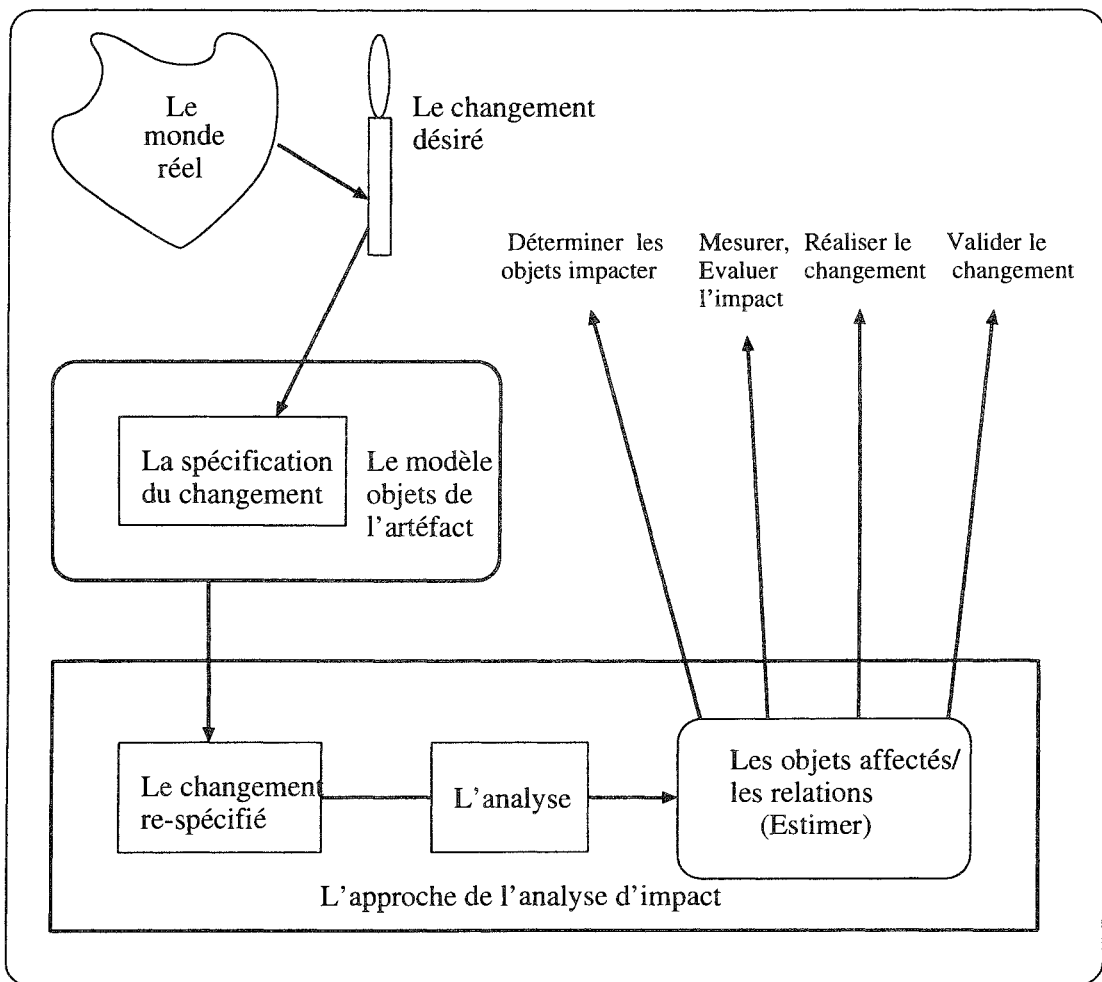 Le
monde
réel
Le changement
désiré
Déterminer les
objets impacter
Mesurer,
Evaluer
l'impact
Réaliser le
changement
Valider le
changement
La spécification
du changement
Le modèle
objets de
l'artéfact
Le changement
re-spécifié
L'analyse
Les objets affectés/
les relations
(Estimer)
L'approche de l'analyse d'impact